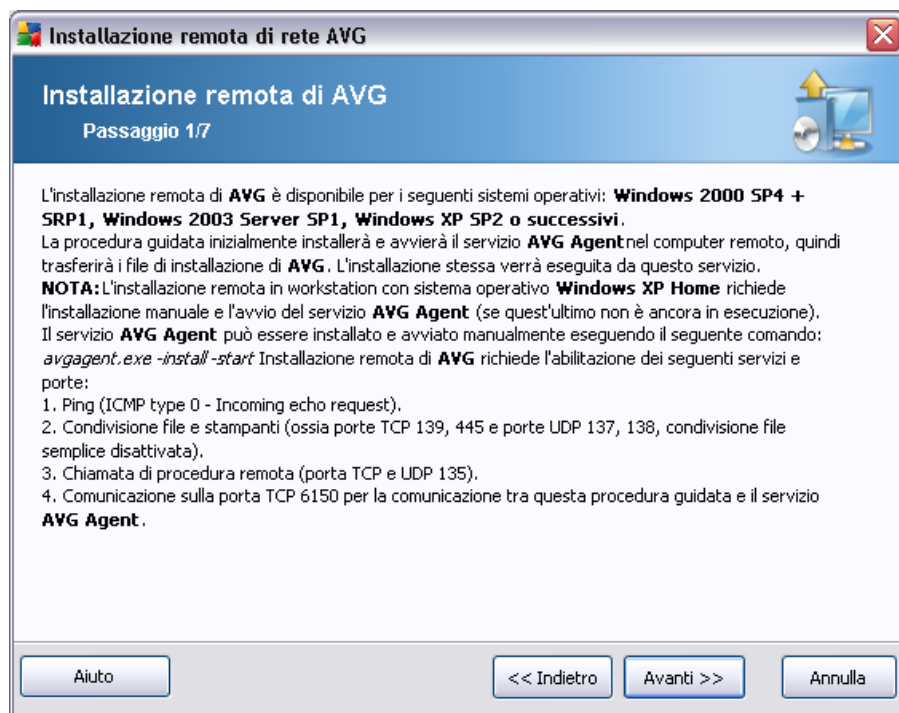 Installazione remota di rete AVG
Installazione remota di AVG
Passaggio 1/7
L'installazione remota di AVG è disponibile per i seguenti sistemi operativi: Windows 2000 SP4 +
SRP1, Windows 2003 Server SP1, Windows XP SP2 o successivi.
La procedura guidata inizialmente installerà e avvierà il servizio AVG Agentnel computer remoto, quindi
trasferirà i file di installazione di AVG. L'installazione stessa verrà eseguita da questo servizio.
NOTA: L'installazione remota in workstation con sistema operativo Windows XP Home richiede
l'installazione manuale e l'avvio del servizio AVG Agent (se quest'ultimo non è ancora in esecuzione).
Il servizio AVG Agent può essere installato e avviato manualmente eseguendo il seguente comando:
avgagent.exe -install -start Installazione remota di AVG richiede l'abilitazione dei seguenti servizi e
porte:
1. Ping (ICMP type 0 - Incoming echo request).
2. Condivisione file e stampanti (ossia porte TCP 139, 445 e porte UDP 137, 138, condivisione file
semplice disattivata).
3. Chiamata di procedura remota (porta TCP e UDP 135).
4. Comunicazione sulla porta TCP 6150 per la comunicazione tra questa procedura guidata e il servizio
AVG Agent.
Aiuto
<< Indietro
Avanti >>
Annulla